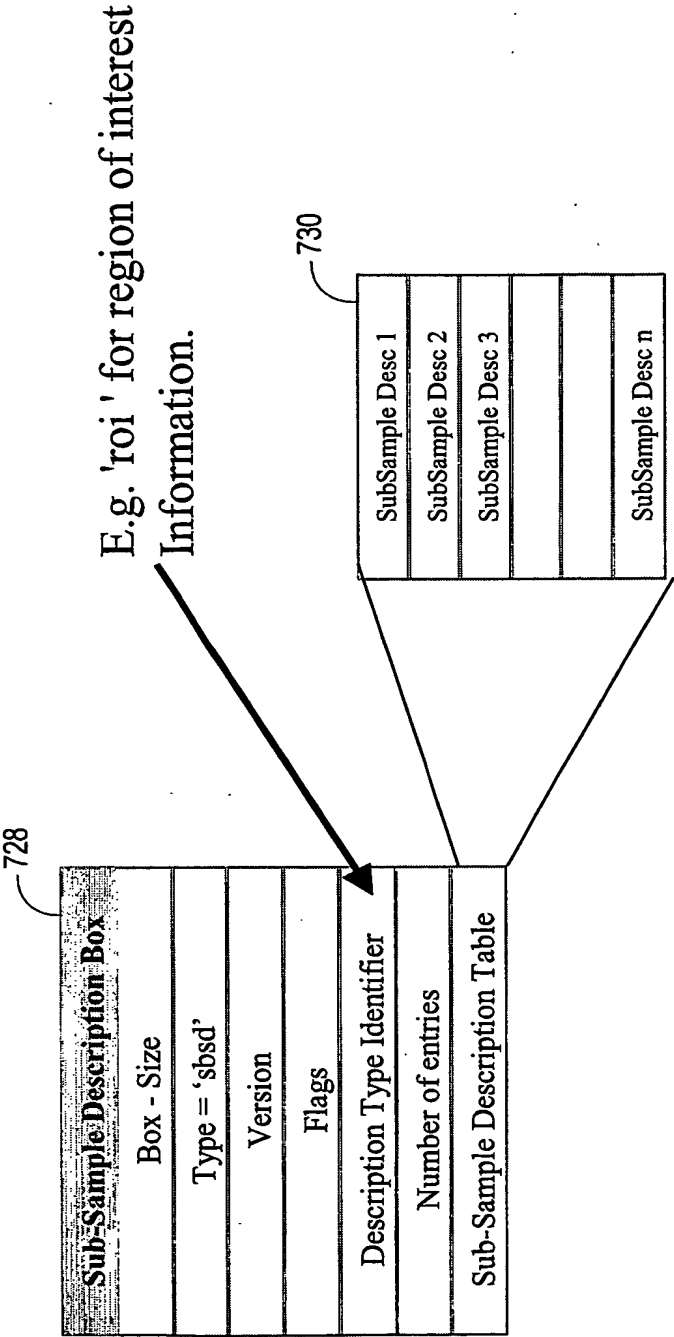 728
Sub-Sample Description Box
Box - Size
Type = ‘sbsd’
Version
Flags
Description Type Identifier
Number of entries
Sub-Sample Description Table
E.g. 'roi ' for region of interest
Information.
730
SubSample Desc 1
SubSample Desc 2
SubSample Desc 3
SubSample Desc n